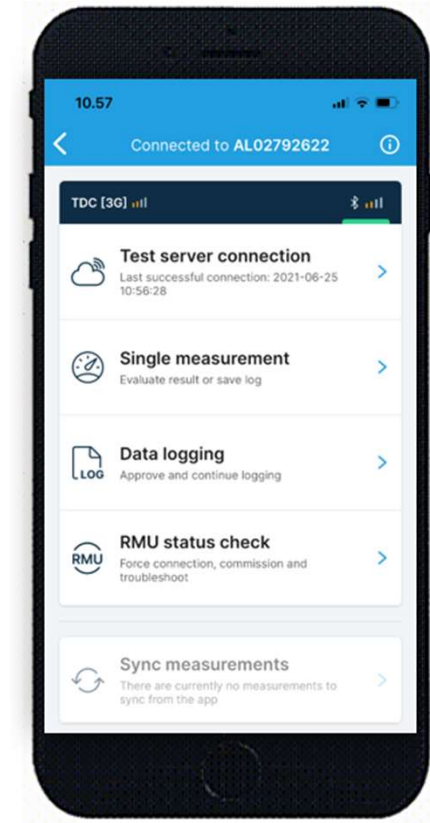 10.57
Connected to AL02792622
TDC [3G]
Test server connection
Last successful connection: 2021-06-25
10:56:28
Single measurement
Evaluate result or save log
LOG
Data logging
Approve and continue logging
RMU
RMU status check
Force connection, commission and
troubleshoot
Sync measurements
There are currently no measurements to
sync from the app